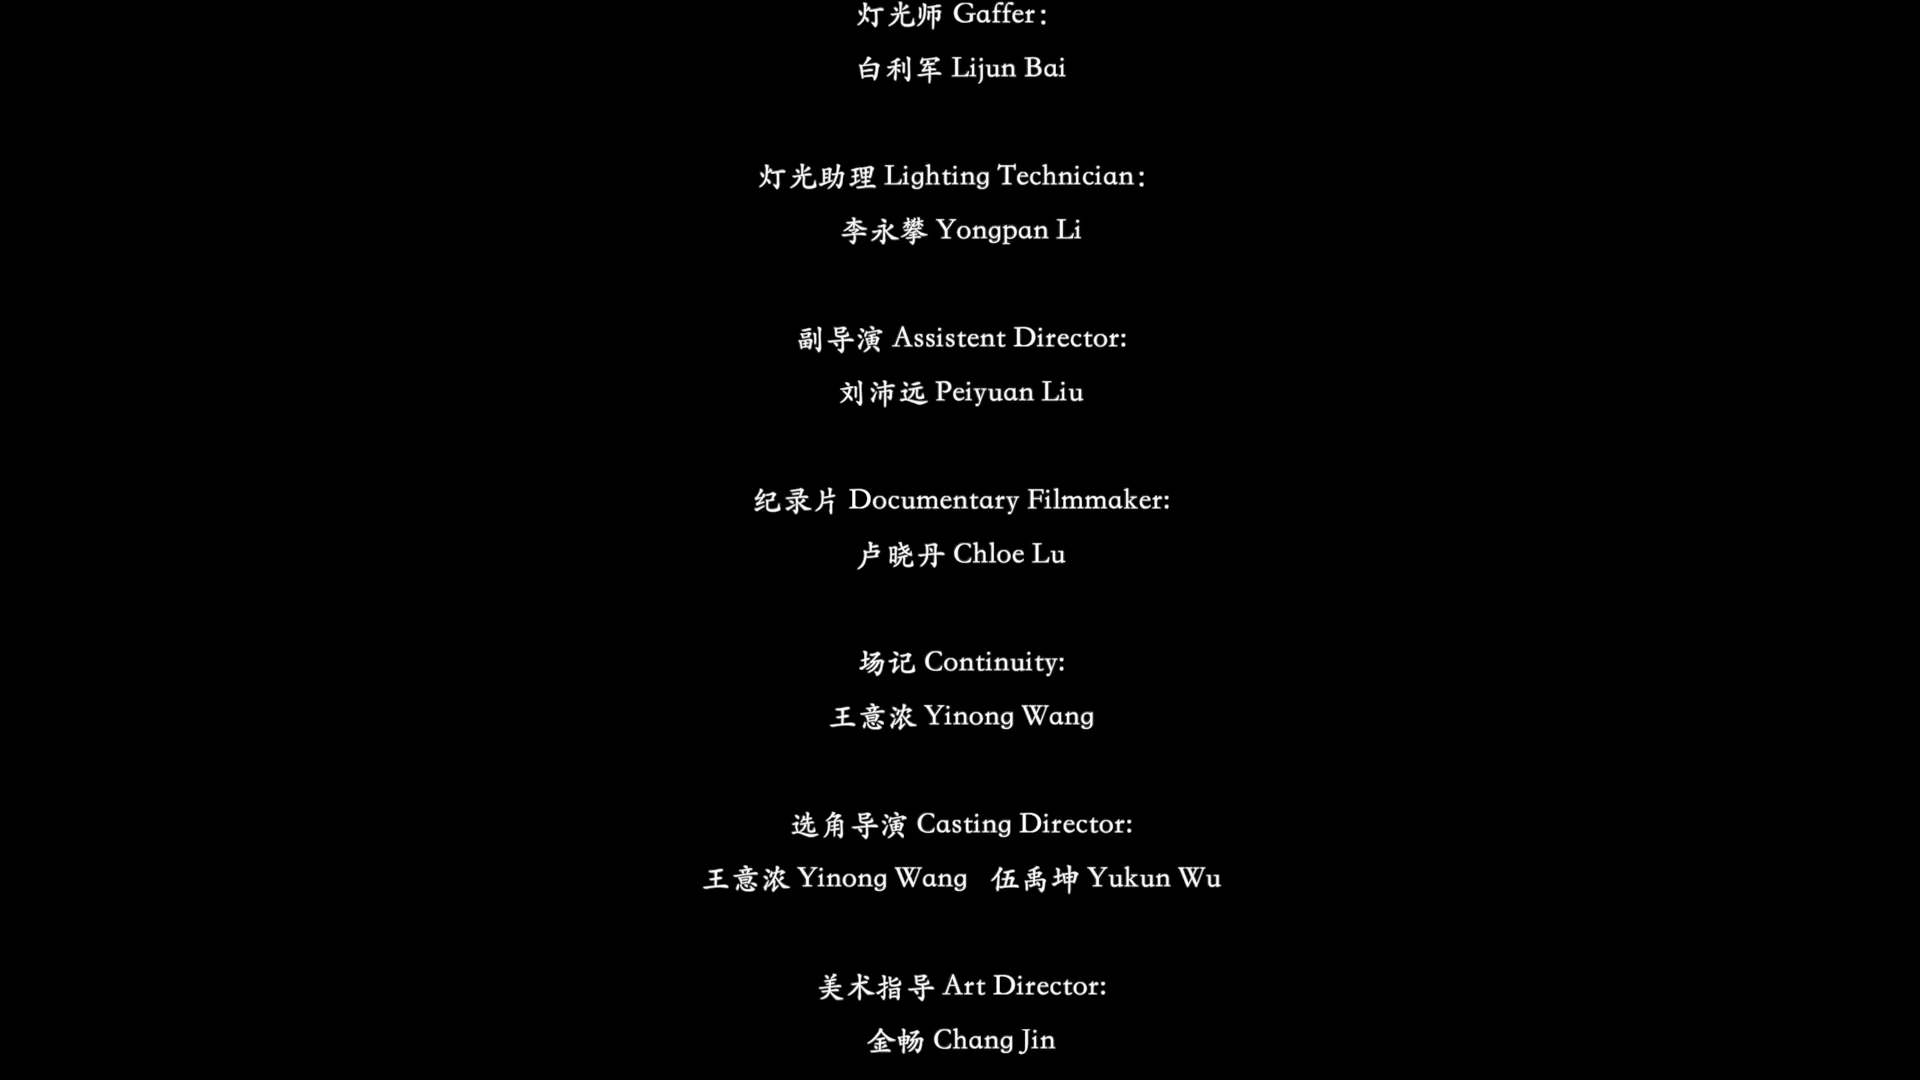 灯光师 Gaffer：
白利军 Lijun Bai
灯光助理 Lighting Technician：
李永攀 Yongpan Li
副导演 Assistent Director:
刘沛远 Peiyuan Liu
纪录片 Documentary Filmmaker:
卢晓丹 Chloe Lu
场记 Continuity:
王意浓 Yinong Wang
选角导演 Casting Director:
王意浓 Yinong Wang 伍禹坤 Yukun Wu
美术指导 Art Director:
金畅 Chang Jin